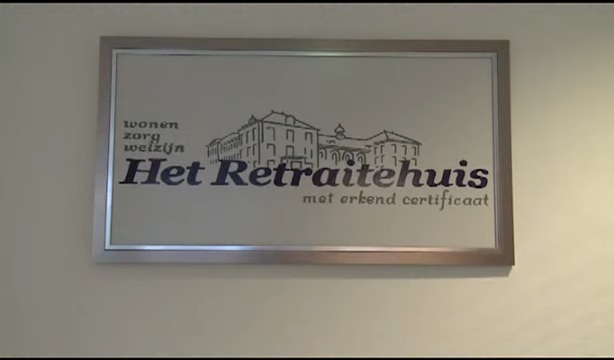 wonen
zorg
welzijn
Het Retraitehuis
met erkend certificaat